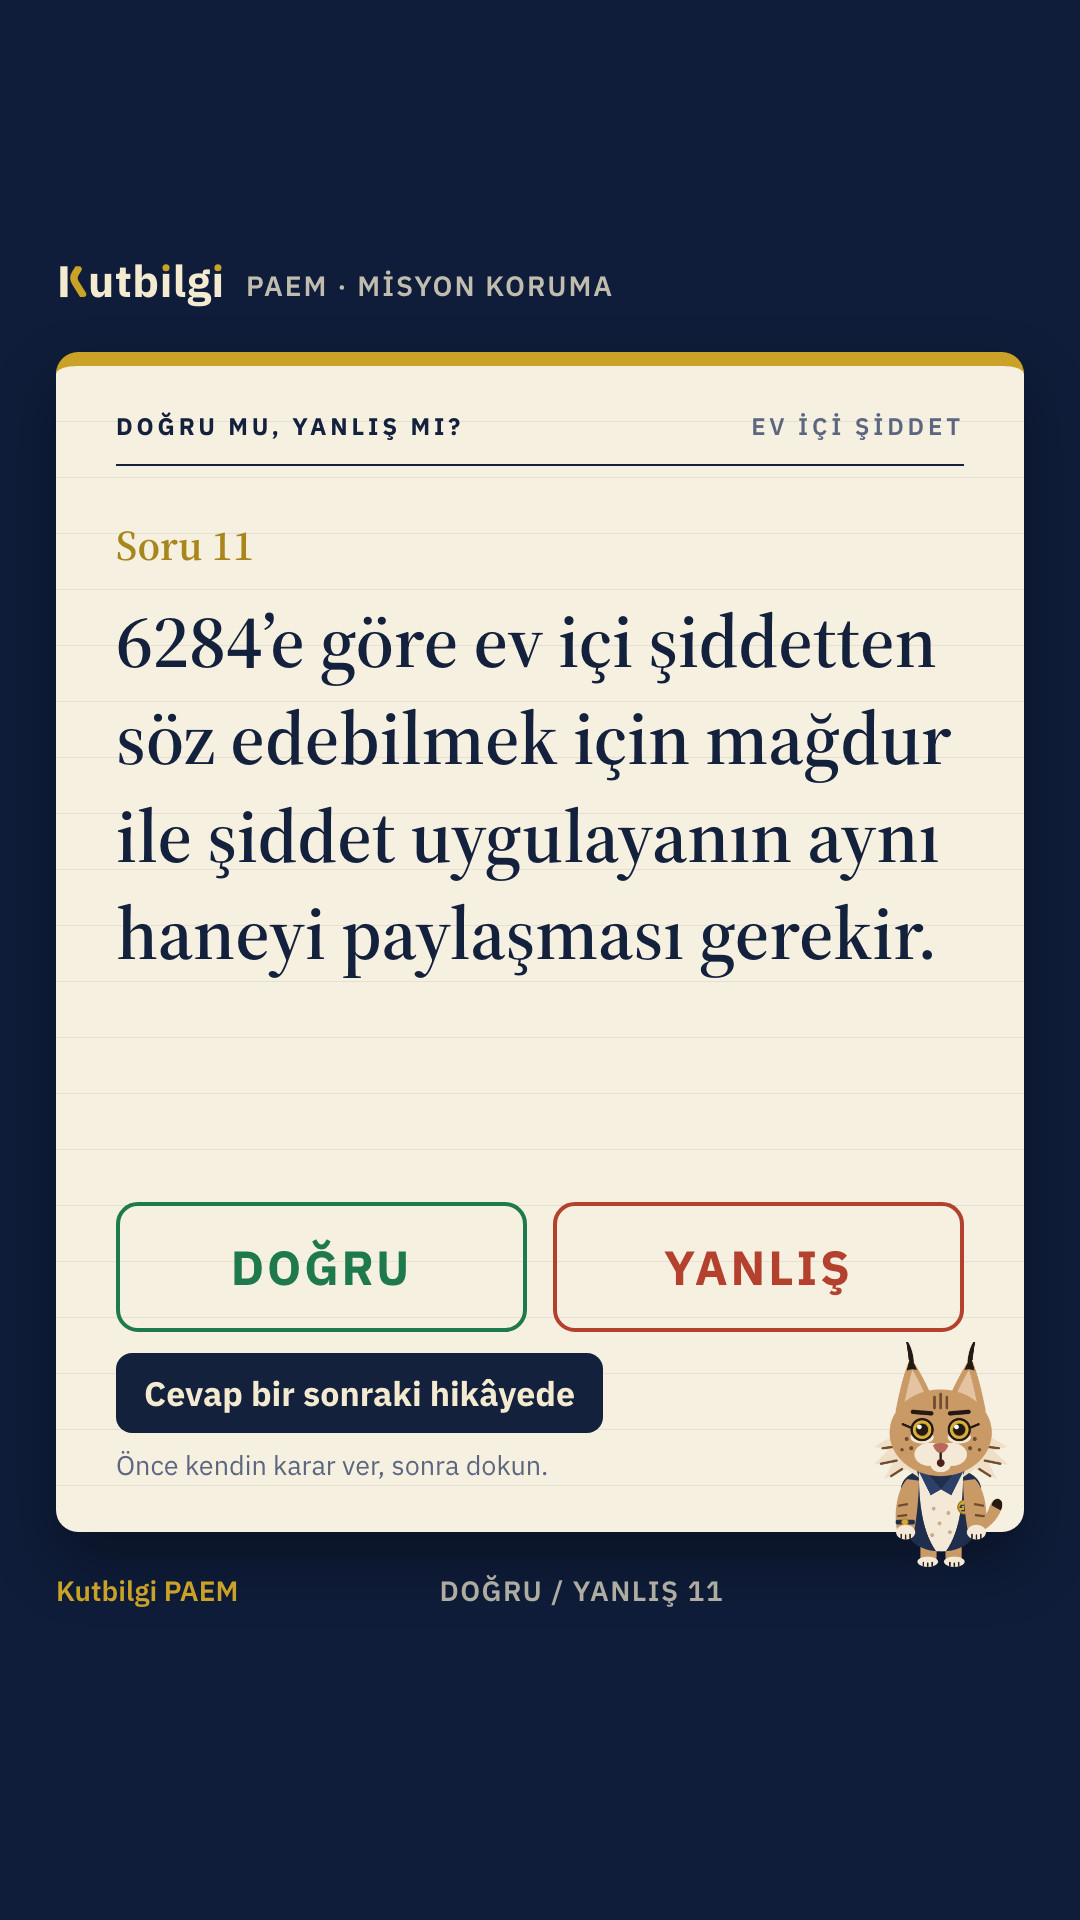 Kutbilgi PAEM · MİSYON KORUMA
DOĞRU MU, YANLIŞ MI? EV İÇİ ŞİDDET
Soru 11
6284’e göre ev içi şiddetten
söz edebilmek için mağdur
ile şiddet uygulayanın aynı
haneyi paylaşması gerekir.
DOĞRU YANLIŞ
Cevap bir sonraki hikâyede
Önce kendin karar ver, sonra dokun.
Kutbilgi PAEM DOĞRU / YANLIŞ 11